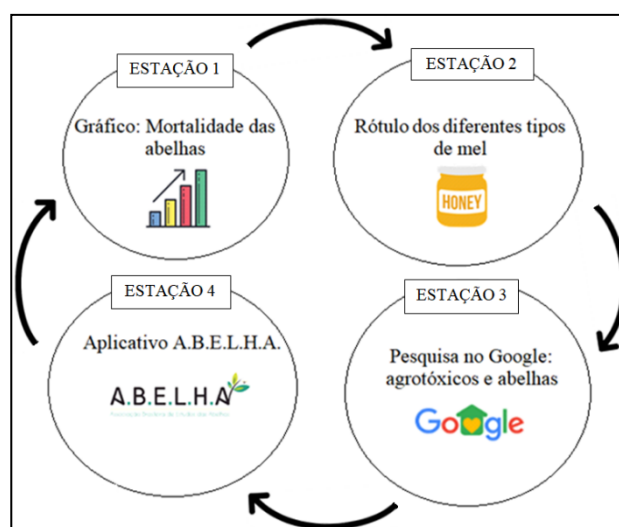 ESTAÇÃO 1
Gráfico: Mortalidade das
abelhas
ESTAÇÃO 2
Rótulo dos diferentes tipos
de mel
HONEY
ESTAÇÃO 3
Pesquisa no Google:
agrotóxicos e abelhas
Google
ESTAÇÃO 4
Aplicativo A.B.E.L.H.A.
A.B.E.L.H.A